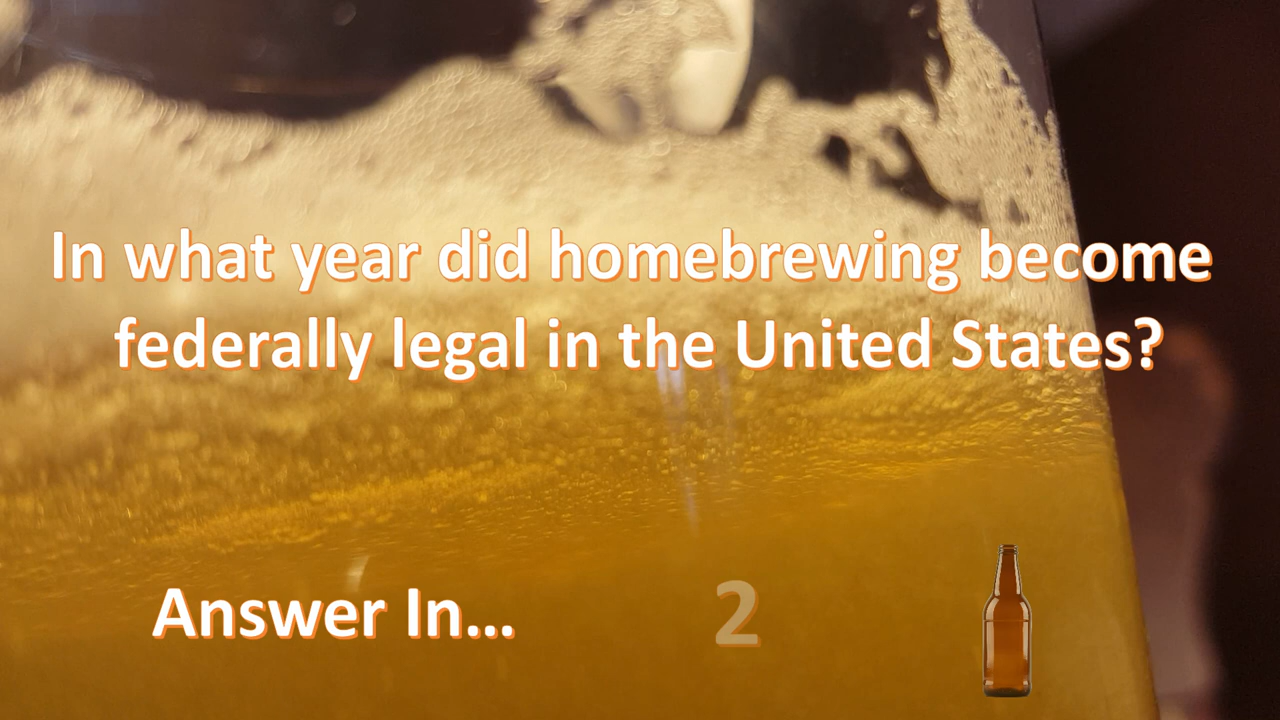 In what year did homebrewing become
federally legal in the United States?
Answer In... 2